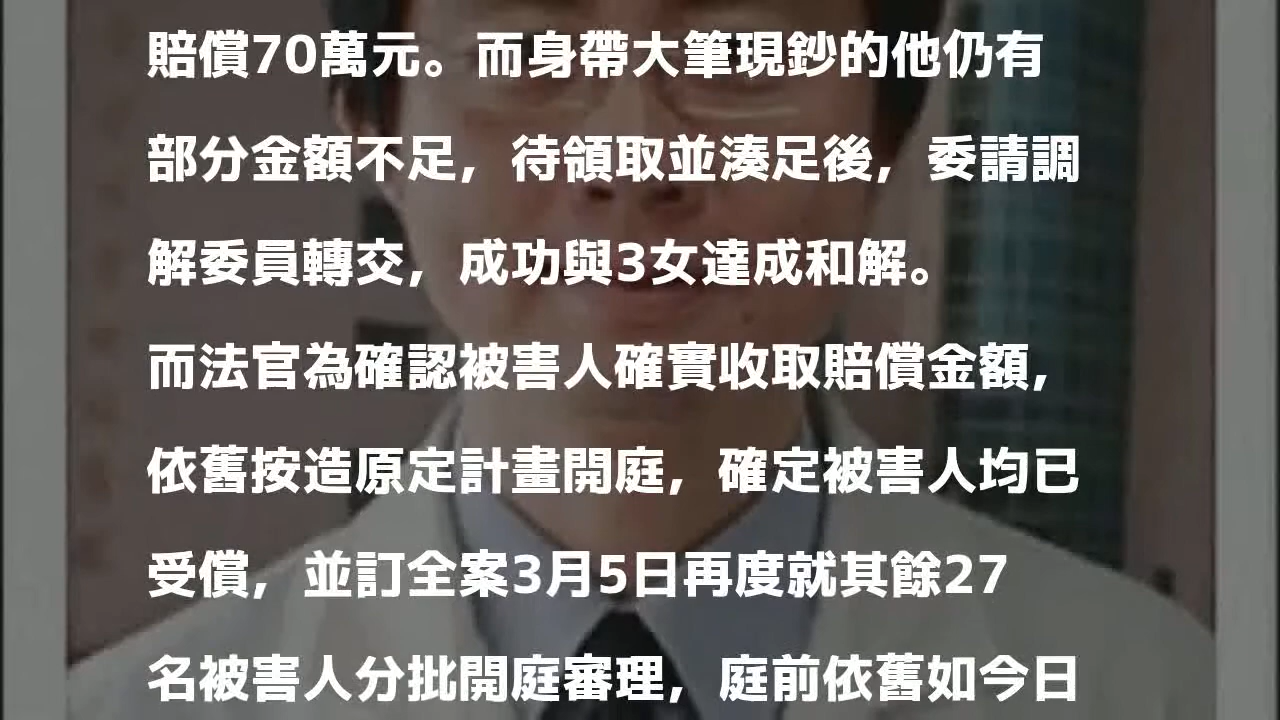 賠償70萬元。而身帶大筆現鈔的他仍有
部分金額不足，待領取並湊足後，委請調
解委員轉交，成功與3女達成和解。
而法官為確認被害人確實收取賠償金額，
依舊按造原定計畫開庭，確定被害人均已
受償，並訂全案3月5日再度就其餘27
名被害人分批開庭審理，庭前依舊如今日